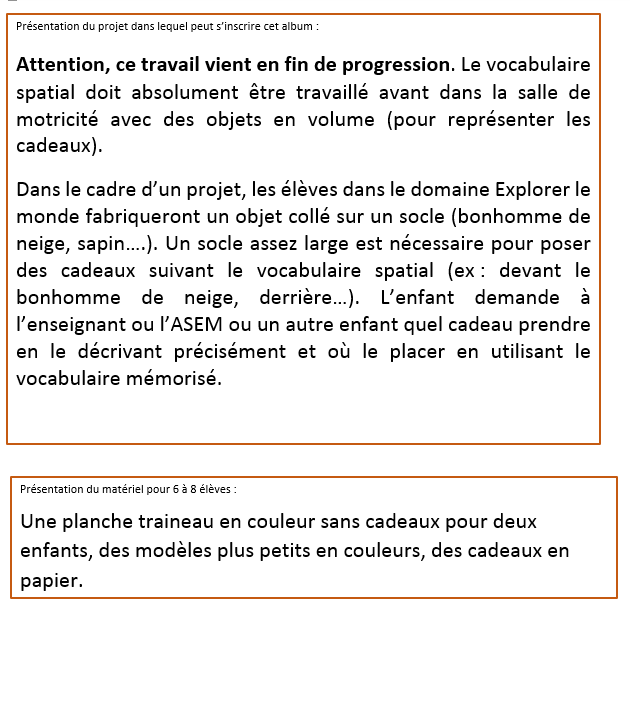 Présentation du projet dans lequel peut s’inscrire cet album :
Attention, ce travail vient en fin de progression. Le vocabulaire
spatial doit absolument être travaillé avant dans la salle de
motricité avec des objets en volume (pour représenter les
cadeaux).
Dans le cadre d’un projet, les élèves dans le domaine Explorer le
monde fabriqueront un objet collé sur un socle (bonhomme de
neige, sapin….). Un socle assez large est nécessaire pour poser
des cadeaux suivant le vocabulaire spatial (ex : devant le
bonhomme de neige, derrière…). L’enfant demande à
l’enseignant ou l’ASEM ou un autre enfant quel cadeau prendre
en le décrivant précisément et où le placer en utilisant le
vocabulaire mémorisé.
Présentation du matériel pour 6 à 8 élèves :
Une planche traineau en couleur sans cadeaux pour deux
enfants, des modèles plus petits en couleurs, des cadeaux en
papier.